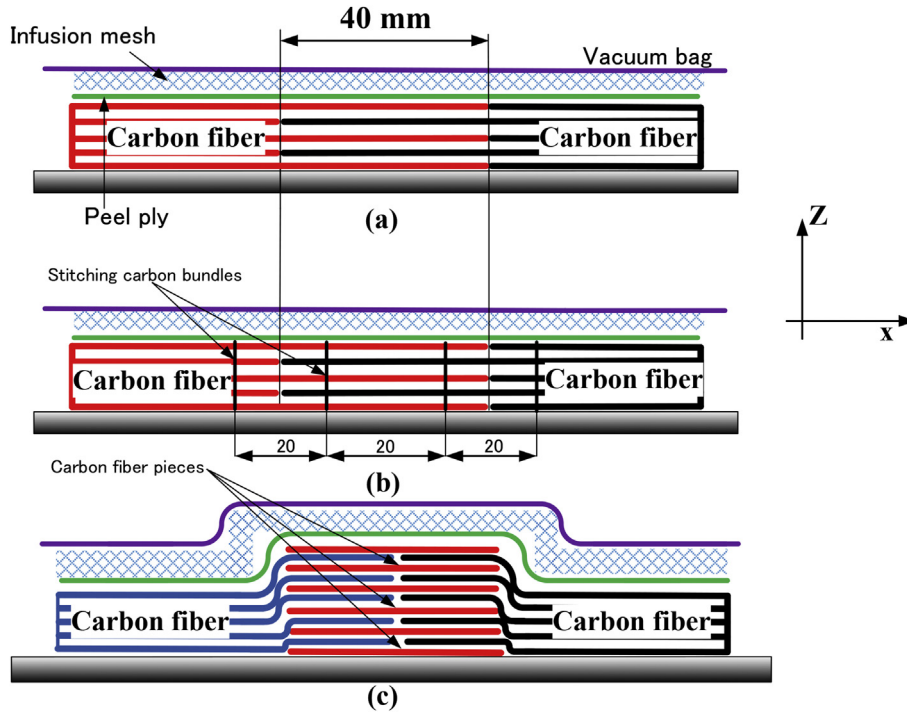 40 mm
Infusion mesh
Vacuum bag
Carbon fiber
Carbon fiber
Peel ply
(a)
Z
x
Stitching carbon bundles
Carbon fiber
Carbon fiber
20
20
20
(b)
Carbon fiber pieces
Carbon fiber
Carbon fiber
(c)